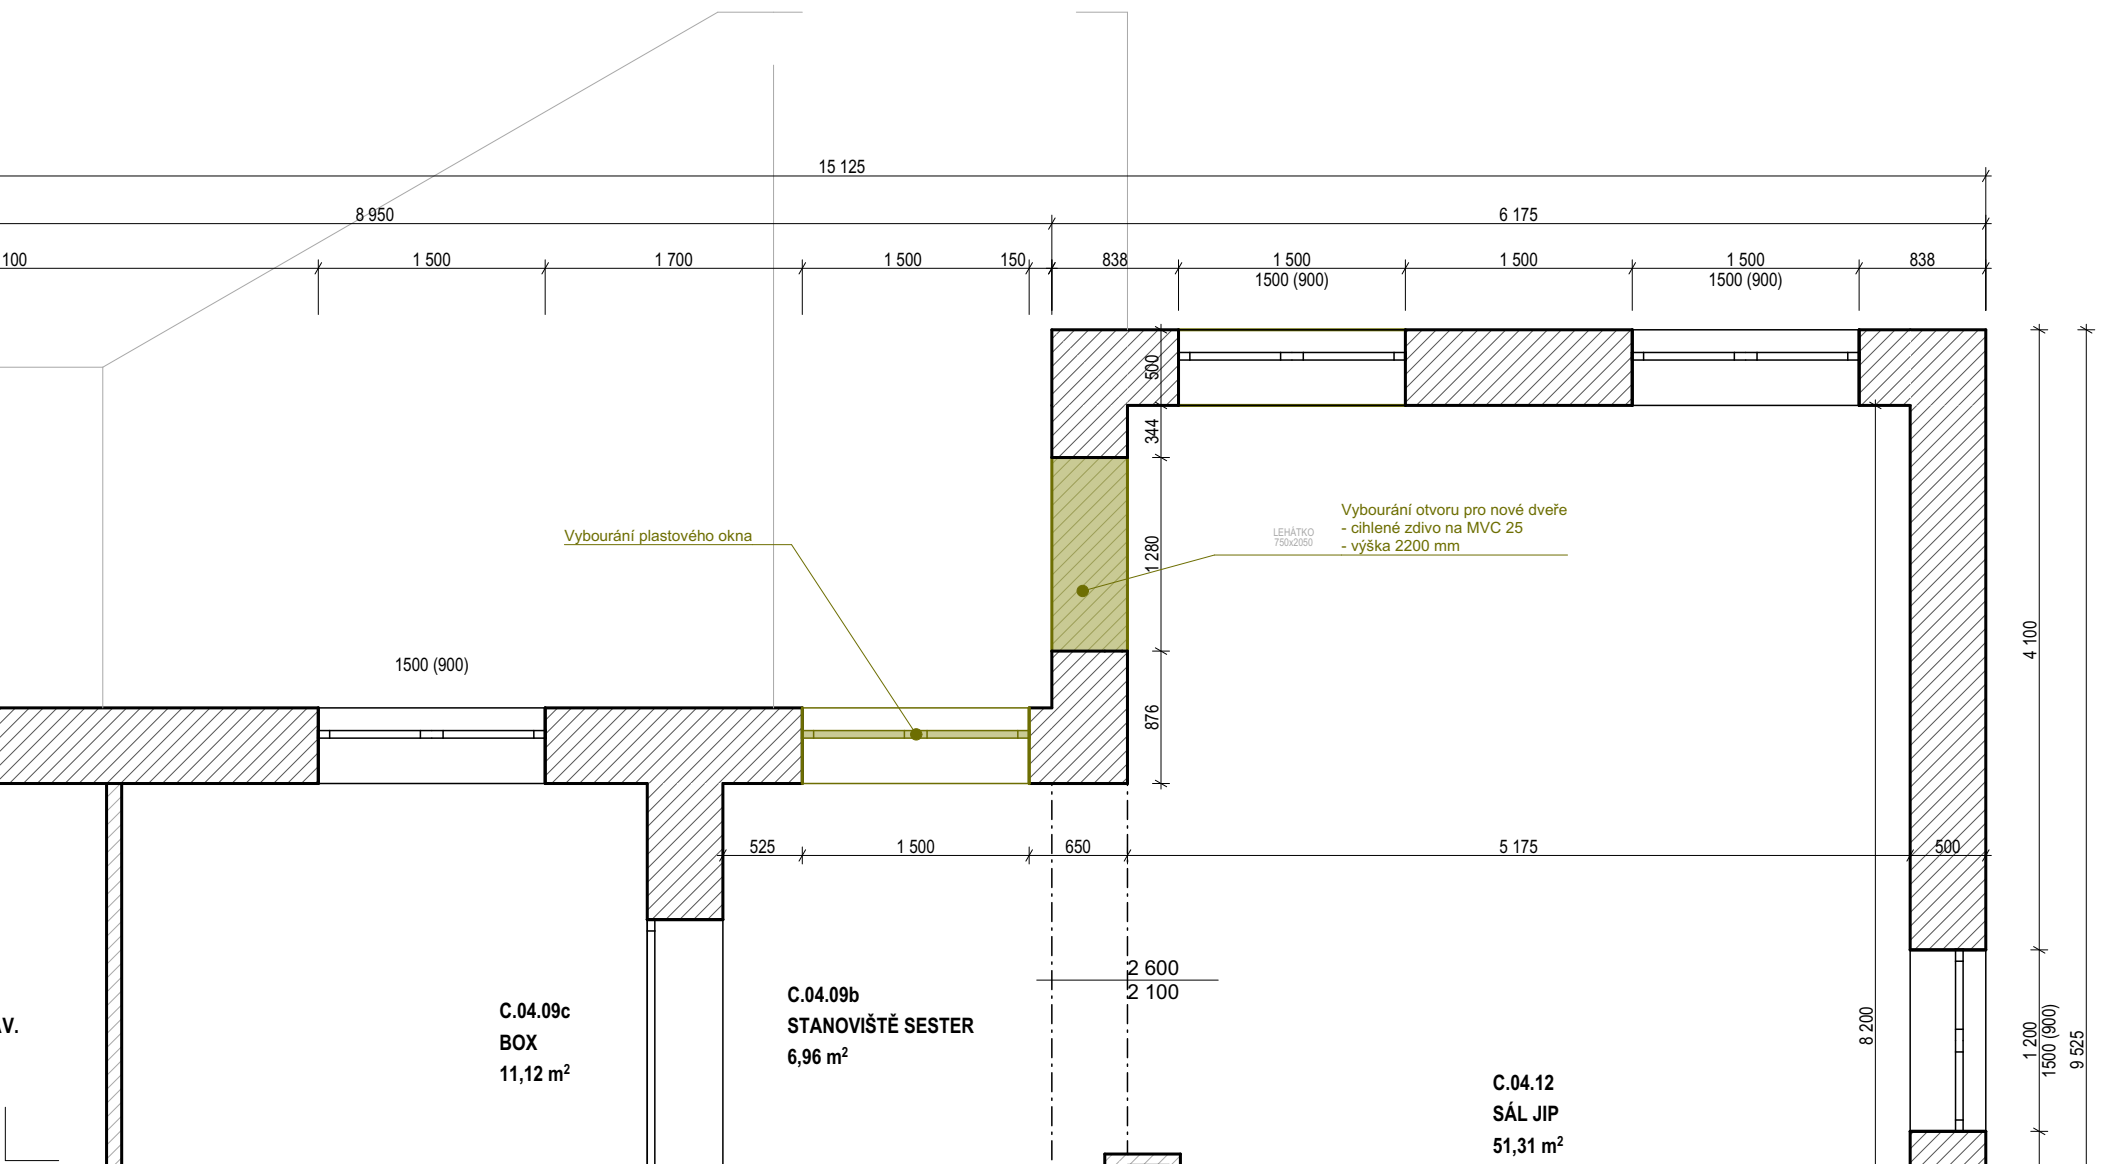 15 125
8 950
6 175
100
1 500
1 700
1 500
150
838
1 500
1 500
1 500
838
1500 (900)
1500 (900)
500
344
1 280
876
Vybourání plastového okna
LEHÁTKO
750x2050
Vybourání otvoru pro nové dveře
- cihlené zdivo na MVC 25
- výška 2200 mm
1500 (900)
4 100
525
1 500
650
5 175
500
2 600
2 100
C.04.09c
BOX
11,12 m²
C.04.09b
STANOVIŠTĚ SESTER
6,96 m²
V.
8 200
1 200
1500 (900)
9 525
C.04.12
SÁL JIP
51,31 m²